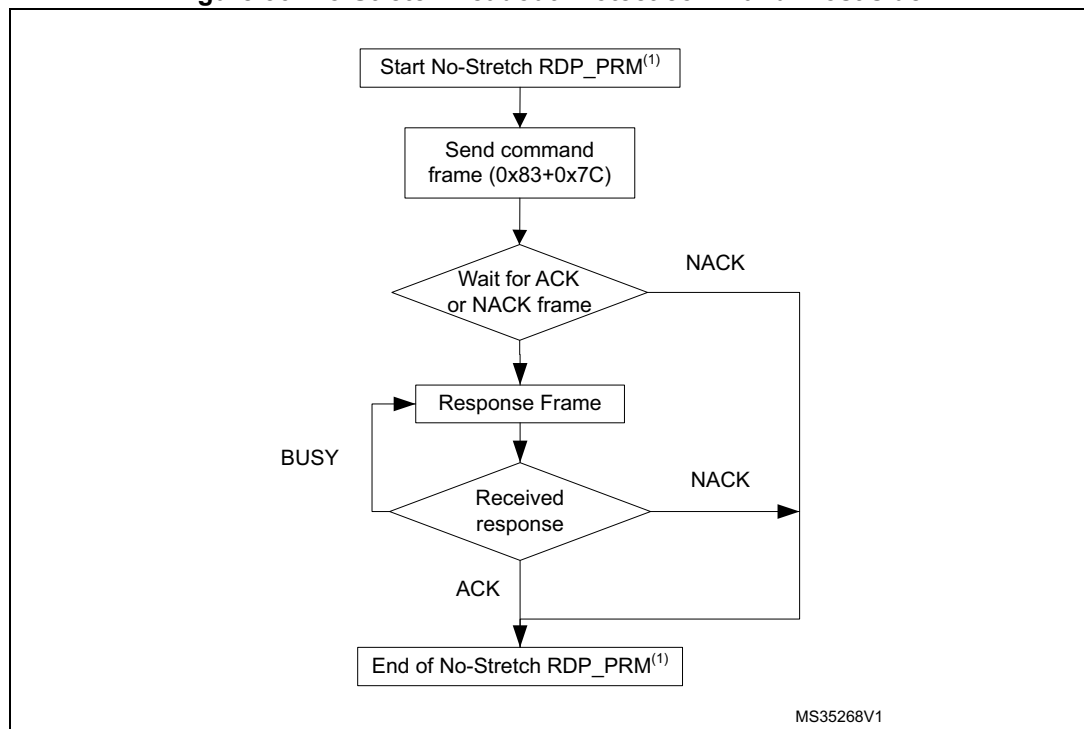 Start No-Stretch RDP_PRM(1)
Send command
frame (0x83+0x7C)
Wait for ACK
or NACK frame
NACK
Response Frame
BUSY
Received
response
NACK
ACK
End of No-Stretch RDP_PRM(1)
MS35268V1